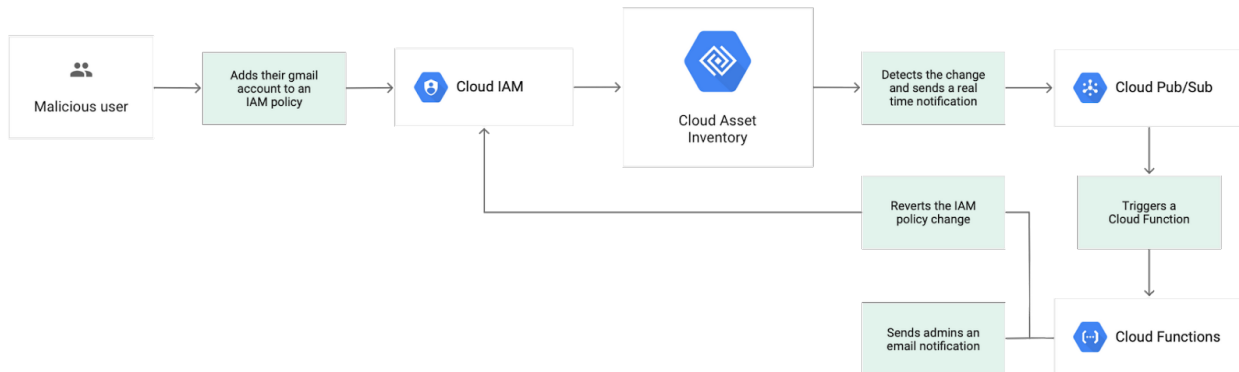 Malicious user
Adds their gmail
account to an
IAM policy
Cloud IAM
Cloud Asset
Inventory
Detects the change
and sends a real
time notification
Cloud Pub/Sub
Triggers a
Cloud Function
Cloud Functions
Reverts the IAM
policy change
Sends admins an
email notification